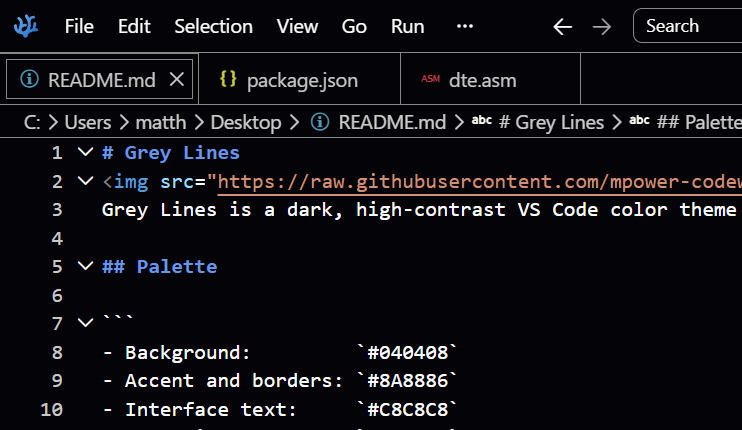 File Edit Selection View Go Run ··· Search
README.md {} package.json ASM dte.asm
C: > Users > matth > Desktop > README.md > abc # Grey Lines > abc ## Palette
1 # Grey Lines
2 <img src="https://raw.githubusercontent.com/mpower-codew
3 Grey Lines is a dark, high-contrast VS Code color theme
4
5 ## Palette
6
7 ```
8 - Background: `#040408`
9 - Accent and borders: `#8A8886`
10 - Interface text: `#C8C8C8`